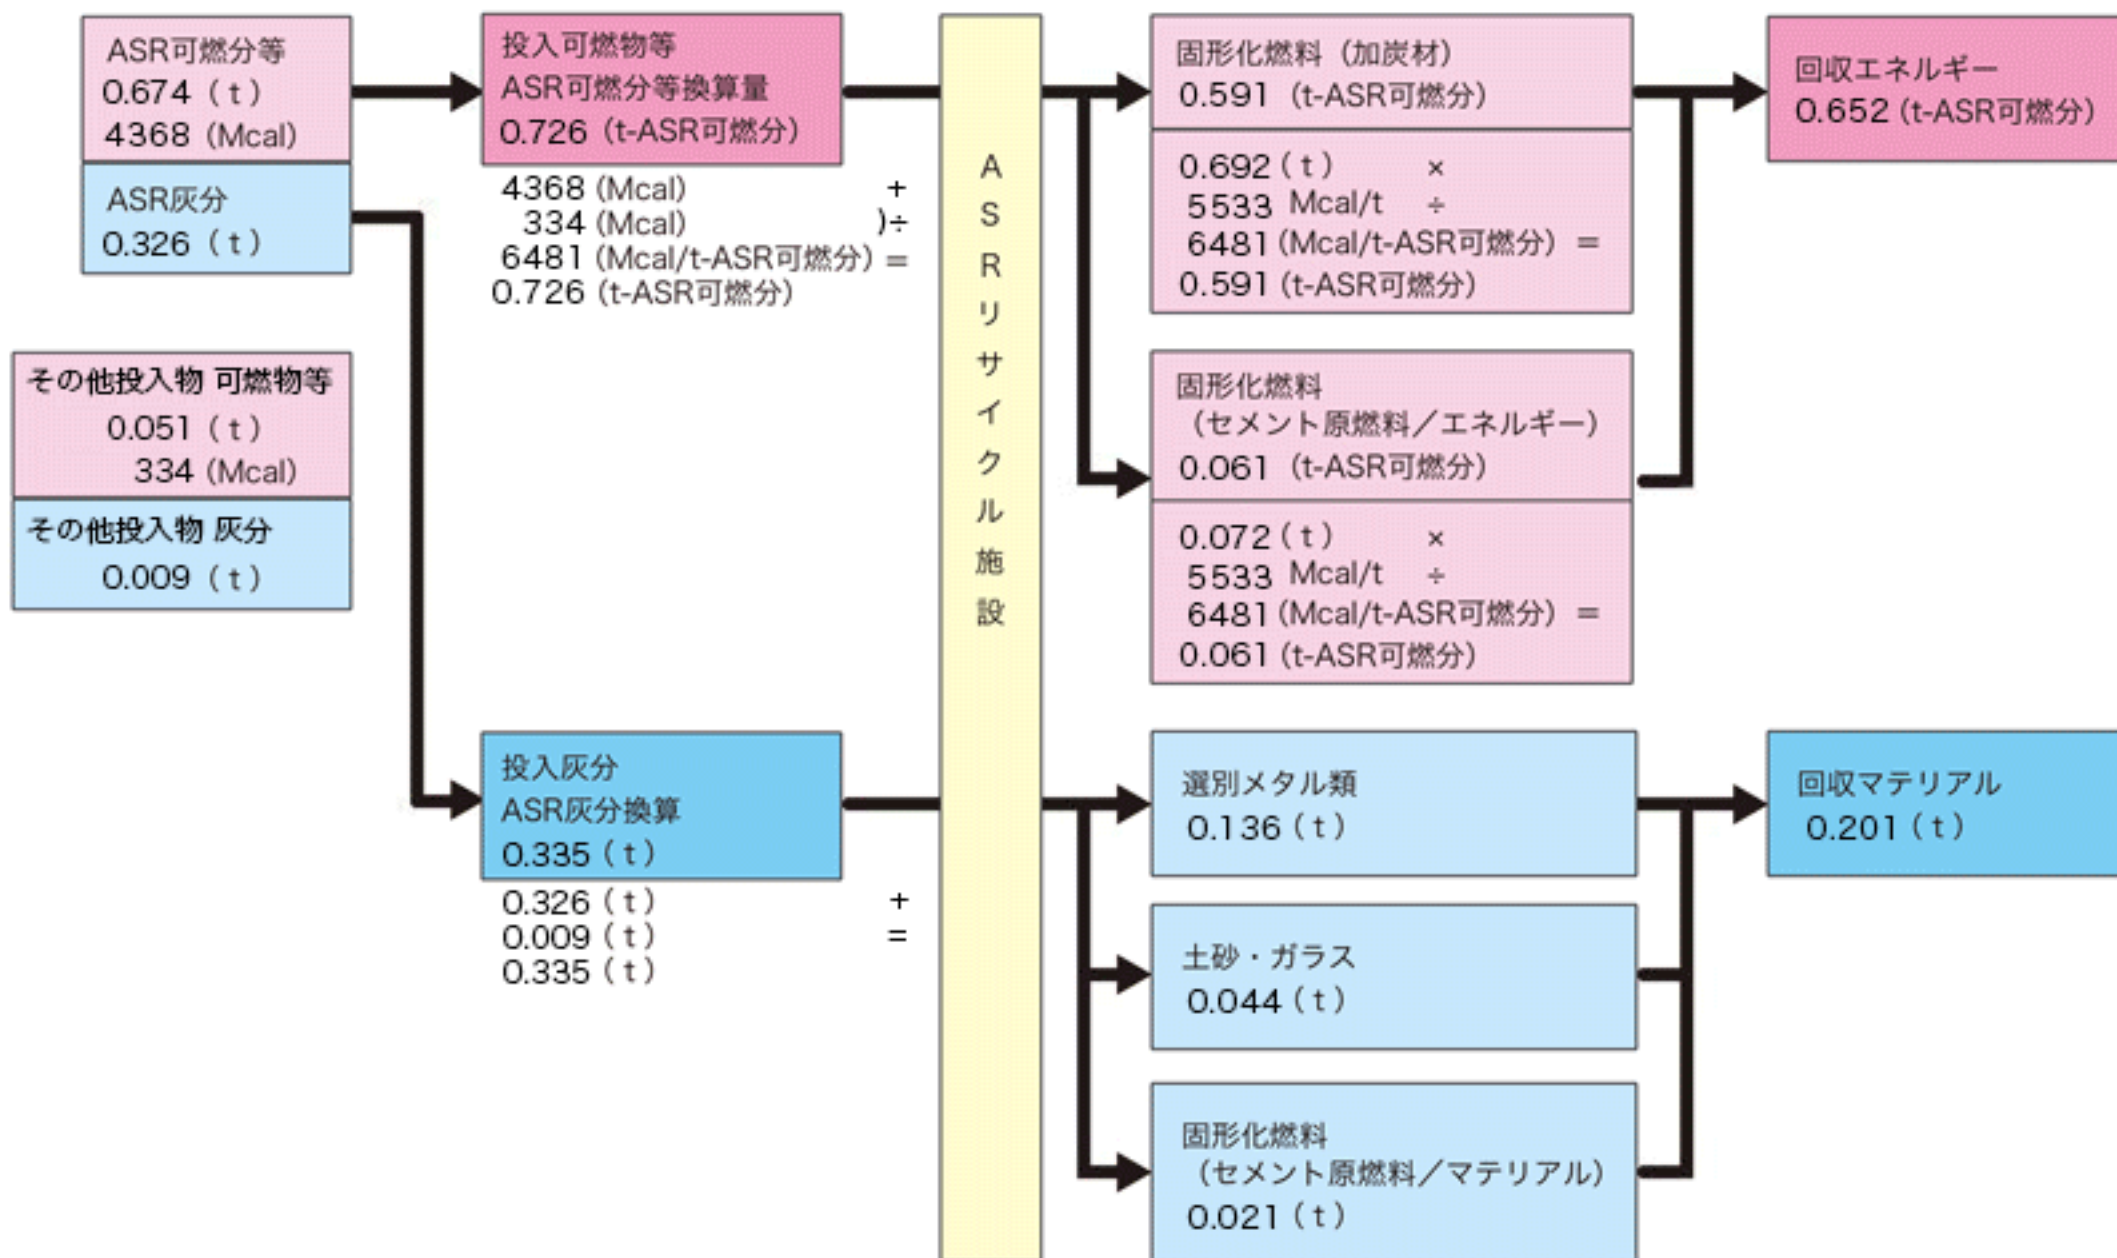 ASR可燃分等
0.674（t）
4368（Mcal）
ASR灰分
0.326（t）
その他投入物 可燃物等
0.051（t）
334（Mcal）
その他投入物 灰分
0.009（t）
投入可燃物等
ASR可燃分等換算量
0.726（t-ASR可燃分）
4368（Mcal） +
334（Mcal） )÷
6481（Mcal/t-ASR可燃分）=
0.726（t-ASR可燃分）
投入灰分
ASR灰分換算
0.335（t）
0.326（t） +
0.009（t） =
0.335（t）
ASRリサイクル施設
固形化燃料（加炭材）
0.591（t-ASR可燃分）
0.692（t） ×
5533 Mcal/t ÷
6481（Mcal/t-ASR可燃分）=
0.591（t-ASR可燃分）
固形化燃料
（セメント原燃料／エネルギー）
0.061（t-ASR可燃分）
0.072（t） ×
5533 Mcal/t ÷
6481（Mcal/t-ASR可燃分）=
0.061（t-ASR可燃分）
選別メタル類
0.136（t）
土砂・ガラス
0.044（t）
固形化燃料
（セメント原燃料／マテリアル）
0.021（t）
回収エネルギー
0.652（t-ASR可燃分）
回収マテリアル
0.201（t）